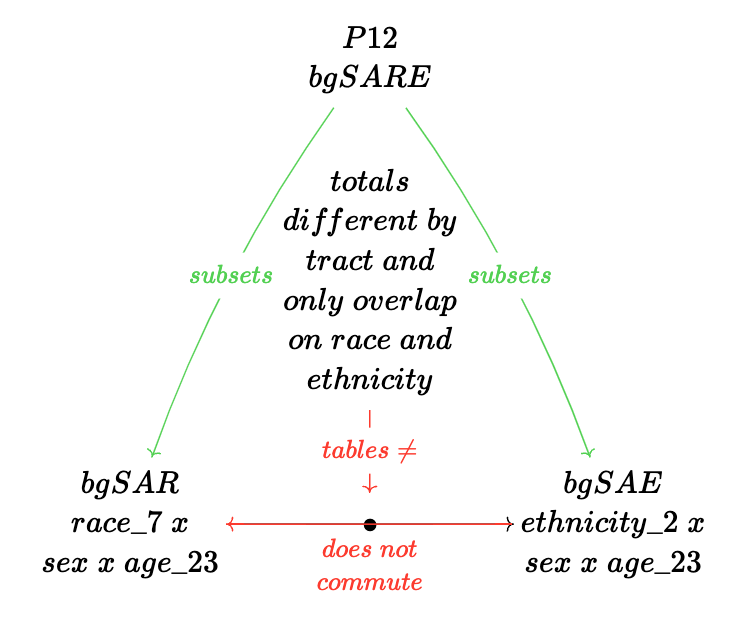 P12
bgSARE
totals
different by
tract and
only overlap
on race and
ethnicity
subsets
subsets
tables ≠
bgSAR
race_7 x
sex x age_23
bgSAE
ethnicity_2 x
sex x age_23
does not
commute